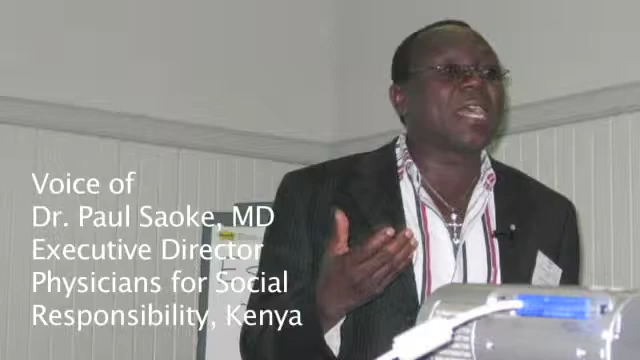 Voice of
Dr. Paul Saoke, MD
Executive Director
Physicians for Social
Responsibility, Kenya